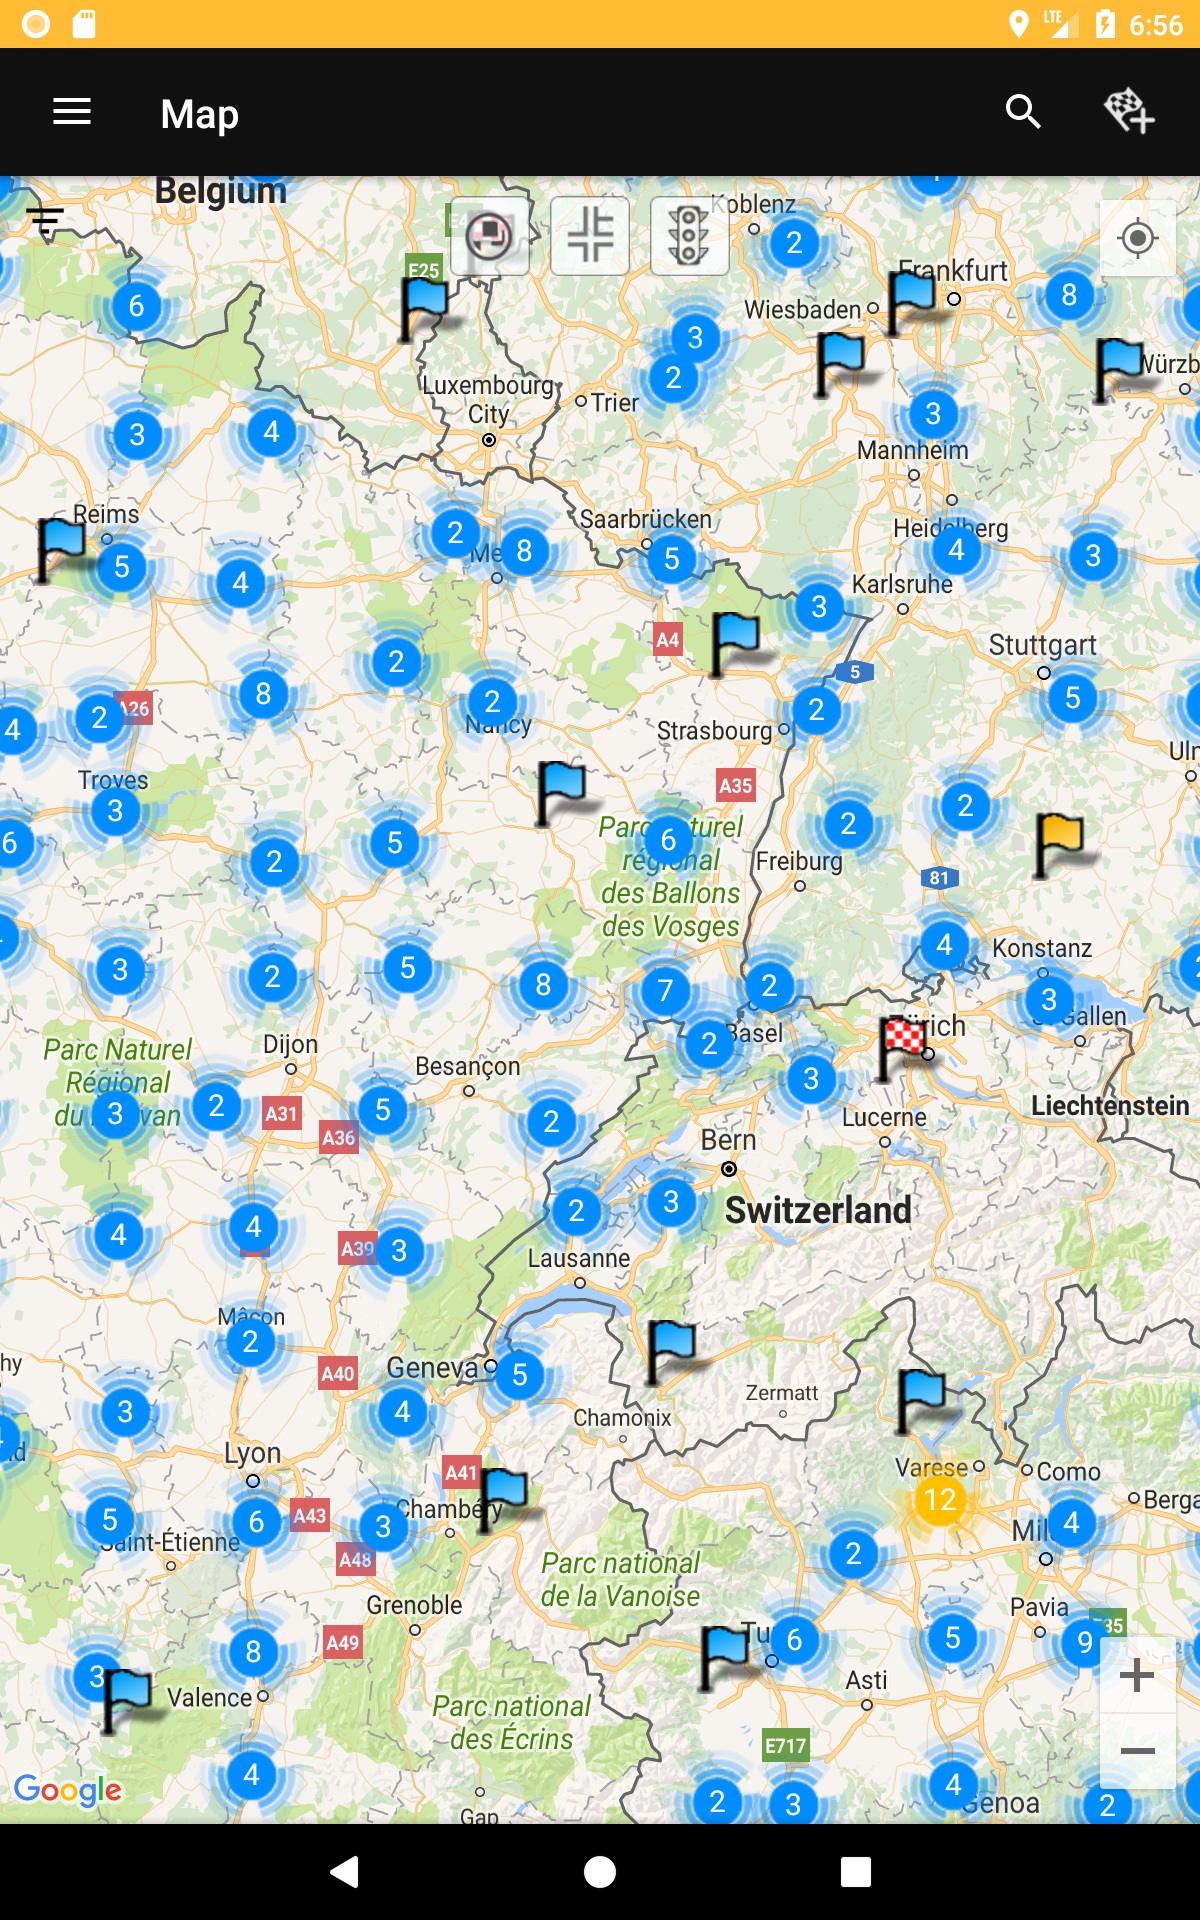 LTE 6:56
Map
Belgium
Koblenz
2
E25
Frankfurt
6
8
Wiesbaden
3
2
Luxembourg
City
Trier
3
4
3
Mannheim
Reims
Saarbrücken
Heidelberg
2
8
5
4
3
5
4
Karlsruhe
3
A4
5
Stuttgart
2
8
2
5
4
2
A26
2
Nancy
Strasbourg
Troyes
3
A35
2
2
6
Parc naturel
régional
des Ballons
des Vosges
6
5
2
Freiburg
81
4
Konstanz
3
2
5
8
7
2
3
St. Gallen
Zürich
2
Basel
Parc Naturel
Régional
du Morvan
3
Dijon
Besançon
3
2
A31
5
A36
2
Lucerne
Liechtenstein
Bern
Switzerland
4
4
A39
3
2
3
Lausanne
Mâcon
2
Geneva
5
A40
Zermatt
Chamonix
3
4
Lyon
A41
Varese
Como
12
5
6
A43
3
Chambéry
4
Saint-Étienne
A48
2
Parc national
de la Vanoise
Grenoble
Pavia
8
A49
6
5
9
3
Valence
Asti
Parc national
des Écrins
E717
4
Gap
2
3
4
Genoa
2
Google